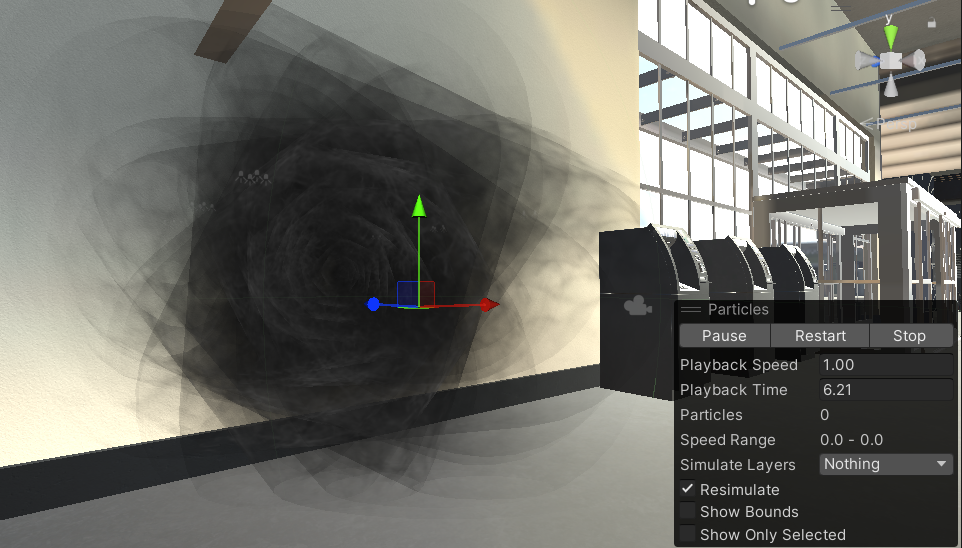 y
Particles
Pause Restart Stop
Playback Speed 1.00
Playback Time 6.21
Particles 0
Speed Range 0.0 - 0.0
Simulate Layers Nothing
Resimulate
Show Bounds
Show Only Selected